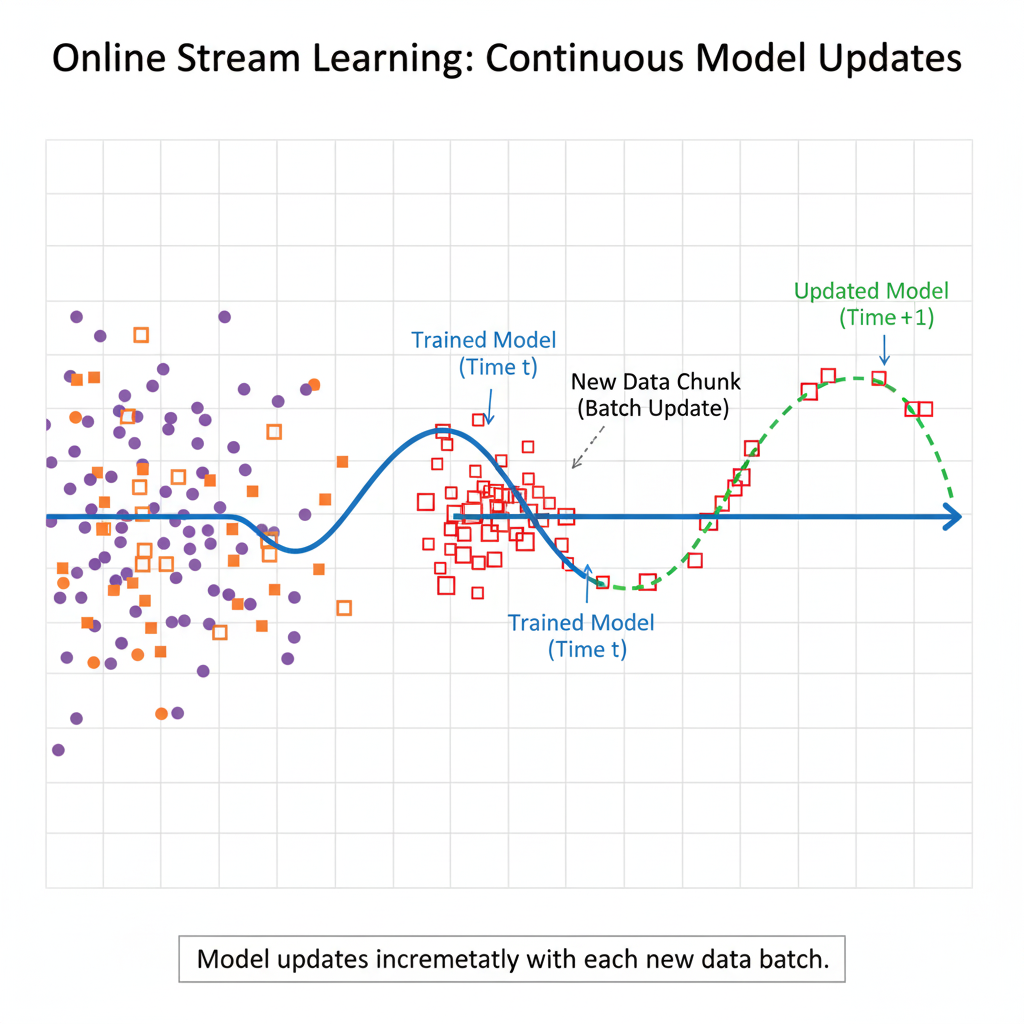 Online Stream Learning: Continuous Model Updates
Updated Model
(Time +1)
Trained Model
(Time t)
New Data Chunk
(Batch Update)
Trained Model
(Time t)
Model updates incremetatly with each new data batch.